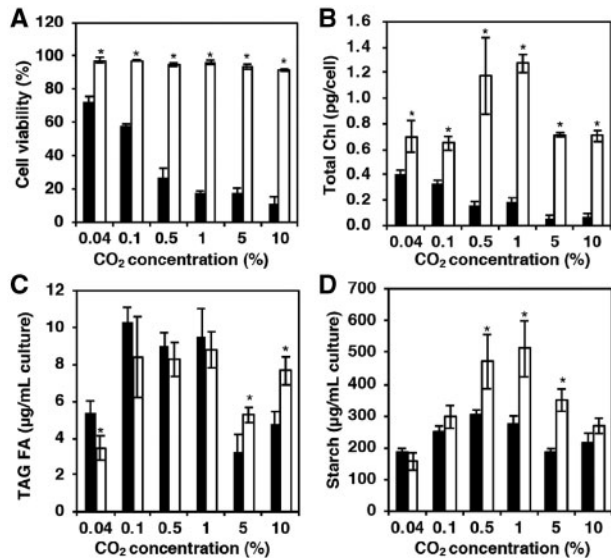 A
Cell viability (%)
120
100
80
60
40
20
0
* * * * * *
0.04 0.1 0.5 1 5 10
CO₂ concentration (%)
B
Total Chl (pg/cell)
1.6
1.4
1.2
1.0
0.8
0.6
0.4
0.2
0.0
* * * * * *
0.04 0.1 0.5 1 5 10
CO₂ concentration (%)
C
TAG FA (µg/mL culture)
12
10
8
6
4
2
0
* * *
0.04 0.1 0.5 1 5 10
CO₂ concentration (%)
D
Starch (µg/mL culture)
700
600
500
400
300
200
100
0
* * *
0.04 0.1 0.5 1 5 10
CO₂ concentration (%)